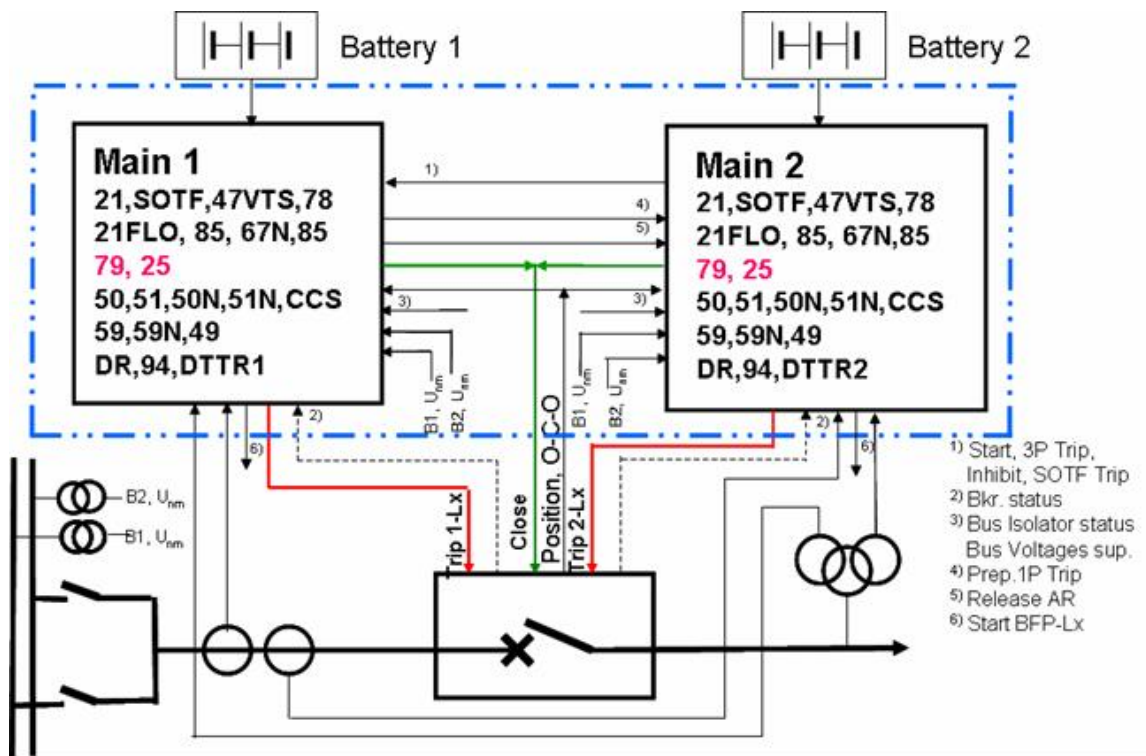 Battery 1
Battery 2
Main 1
21,SOTF,47VTS,78
21FLO, 85, 67N,85
79, 25
50,51,50N,51N,CCS
59,59N,49
DR,94,DTTR1
1)
4)
5)
3)
3)
Main 2
21,SOTF,47VTS,78
21FLO, 85, 67N,85
79, 25
50,51,50N,51N,CCS
59,59N,49
DR,94,DTTR2
B1, Unm
B2, Unm
B1, Unm
B2, Unm
6)
2)
2)
6)
B2, Unm
B1, Unm
Trip 1-Lx
Close
Position, O-C-O
Trip 2-Lx
1) Start, 3P Trip,
Inhibit, SOTF Trip
2) Bkr. status
3) Bus Isolator status
Bus Voltages sup.
4) Prep.1P Trip
5) Release AR
6) Start BFP-Lx